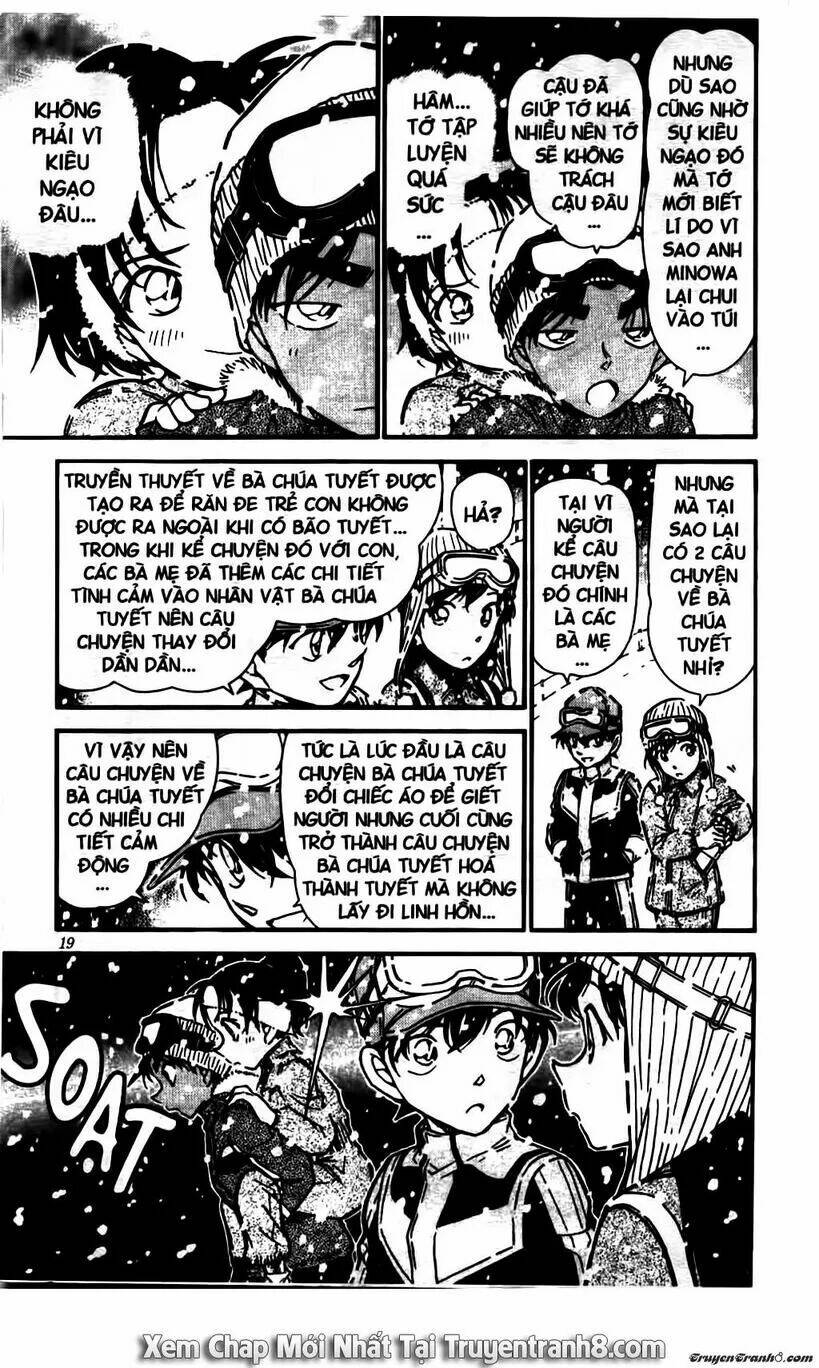 NHƯNG
DÙ SAO
CŨNG NHỜ
SỰ KIÊU
NGẠO ĐÓ
MÀ TỚ
MỚI BIẾT
LÍ DO VÌ
SAO ANH
MINOWA
LẠI CHUI
VÀO TÚI
...
CẬU ĐÃ
GIÚP TỚ KHÁ
NHIỀU NÊN TỚ
SẼ KHÔNG
TRÁCH
CẬU ĐÂU
...
HÂM...
TỚ TẬP
LUYỆN
QUÁ
SỨC
...
KHÔNG
PHẢI VÌ
KIÊU
NGẠO
ĐÂU...
NHƯNG
MÀ TẠI
SAO LẠI
CÓ 2 CÂU
CHUYỆN
VỀ BÀ
CHÚA
TUYẾT
NHỈ?
TẠI VÌ
NGƯỜI
KỂ CÂU
CHUYỆN
ĐÓ CHÍNH
LÀ CÁC
BÀ MẸ
...
HẢ?
TRUYỀN THUYẾT VỀ BÀ CHÚA TUYẾT ĐƯỢC
TẠO RA ĐỂ RĂN ĐE TRẺ CON KHÔNG
ĐƯỢC RA NGOÀI KHI CÓ BÃO TUYẾT...
TRONG KHI KỂ CHUYỆN ĐÓ VỚI CON,
CÁC BÀ MẸ ĐÃ THÊM CÁC CHI TIẾT
TÌNH CẢM VÀO NHÂN VẬT BÀ CHÚA
TUYẾT NÊN CÂU
CHUYỆN THAY ĐỔI
DẦN DẦN...
TỨC LÀ LÚC ĐẦU LÀ CÂU
CHUYỆN BÀ CHÚA TUYẾT
ĐỔI CHIẾC ÁO ĐỂ GIẾT
NGƯỜI NHƯNG CUỐI CÙNG
TRỞ THÀNH CÂU CHUYỆN
BÀ CHÚA TUYẾT HOÁ
THÀNH TUYẾT MÀ KHÔNG
LẤY ĐI LINH HỒN...
VÌ VẬY NÊN
CÂU CHUYỆN VỀ
BÀ CHÚA TUYẾT
CÓ NHIỀU CHI
TIẾT CẢM
ĐỘNG
...
19
SOẠT
Xem Chap Mới Nhất Tại Truyentranh8.com
TruyenTranh8.com